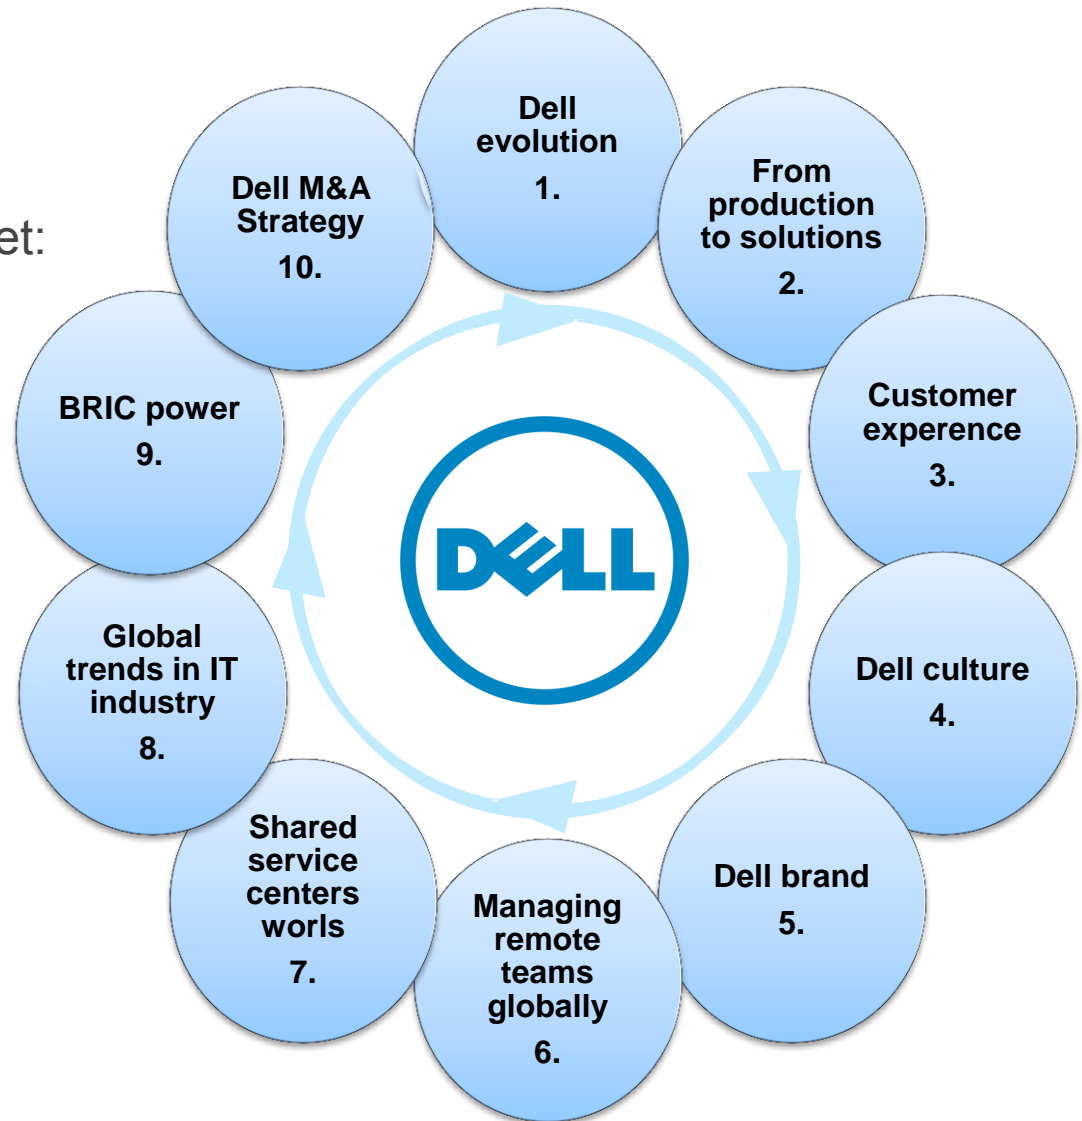 et:
Dell
evolution
1.
From
production
to solutions
2.
Customer
experence
3.
Dell culture
4.
Dell brand
5.
Managing
remote
teams
globally
6.
Shared
service
centers
worls
7.
Global
trends in IT
industry
8.
BRIC power
9.
Dell M&A
Strategy
10.
DELL